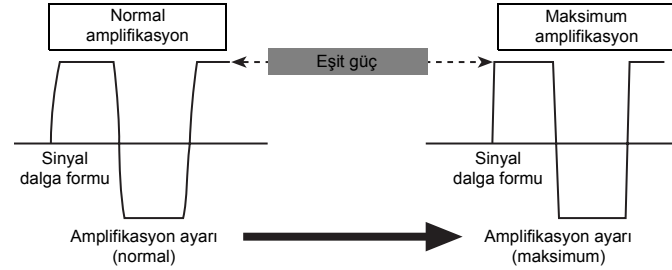 Normal
amplifikasyon
Maksimum
amplifikasyon
Eşit güç
Sinyal
dalga formu
Sinyal
dalga formu
Amplifikasyon ayarı
(normal)
Amplifikasyon ayarı
(maksimum)